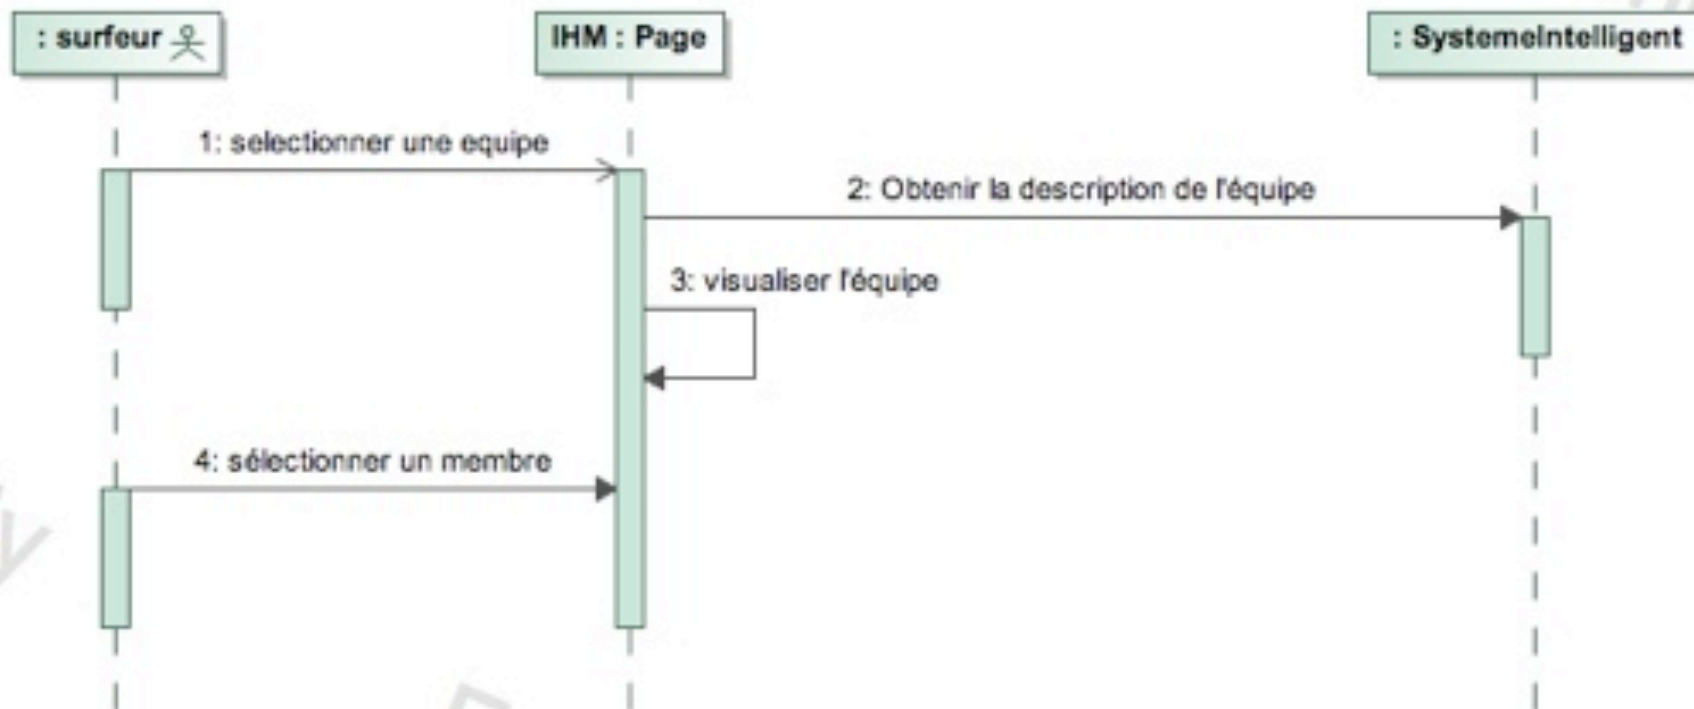 : surfeur
IHM : Page
: SystemeIntelligent
1: selectionner une equipe
2: Obtenir la description de l'équipe
3: visualiser l'équipe
4: sélectionner un membre